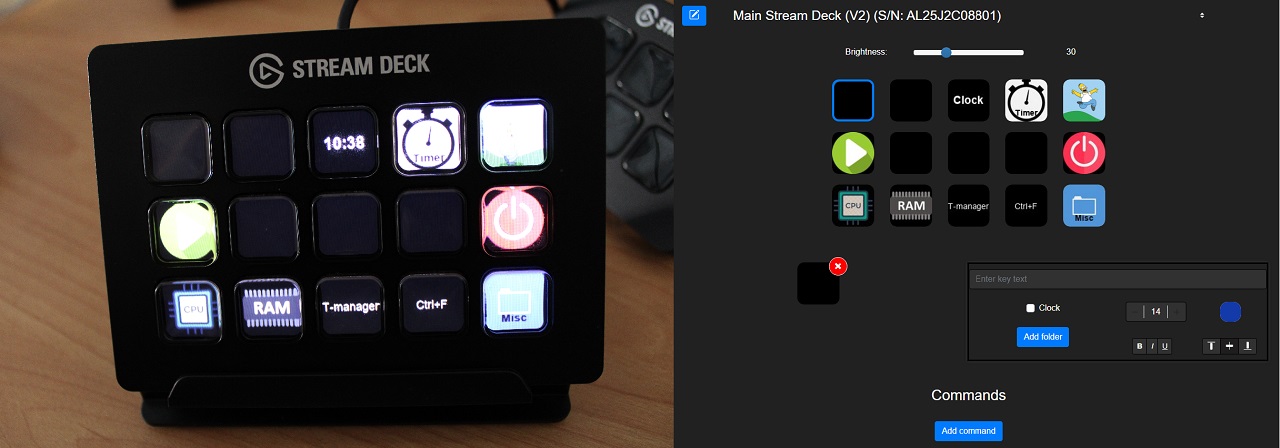 STREAM DECK
10:38
Timer
CPU
RAM
T-manager
Ctrl+F
Misc
Main Stream Deck (V2) (S/N: AL25J2C08801)
Brightness:
30
Clock
Timer
CPU
RAM
T-manager
Ctrl+F
Misc
Enter key text
Clock
14
Add folder
B I U
T T
Commands
Add command